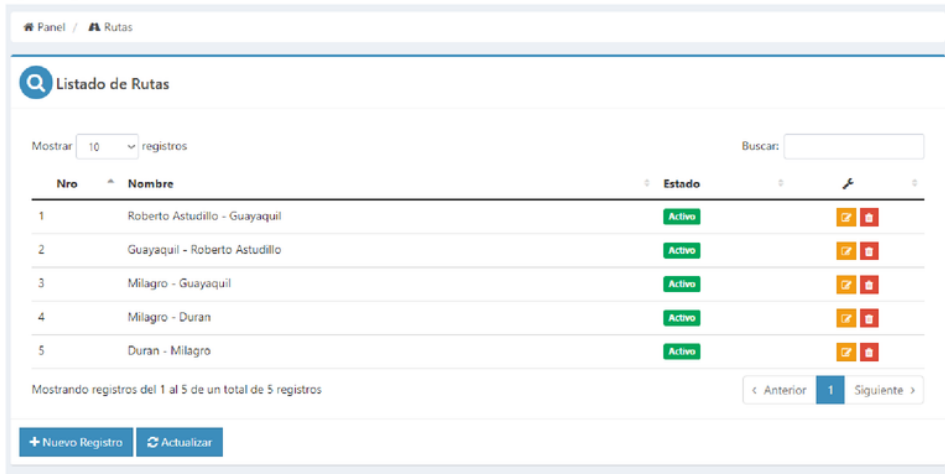 Panel / Rutas
Listado de Rutas
Mostrar 10 registros Buscar:
Nro Nombre Estado
1 Roberto Astudillo - Guayaquil Activo
2 Guayaquil - Roberto Astudillo Activo
3 Milagro - Guayaquil Activo
4 Milagro - Duran Activo
5 Duran - Milagro Activo
Mostrando registros del 1 al 5 de un total de 5 registros < Anterior 1 Siguiente >
Nuevo Registro Actualizar